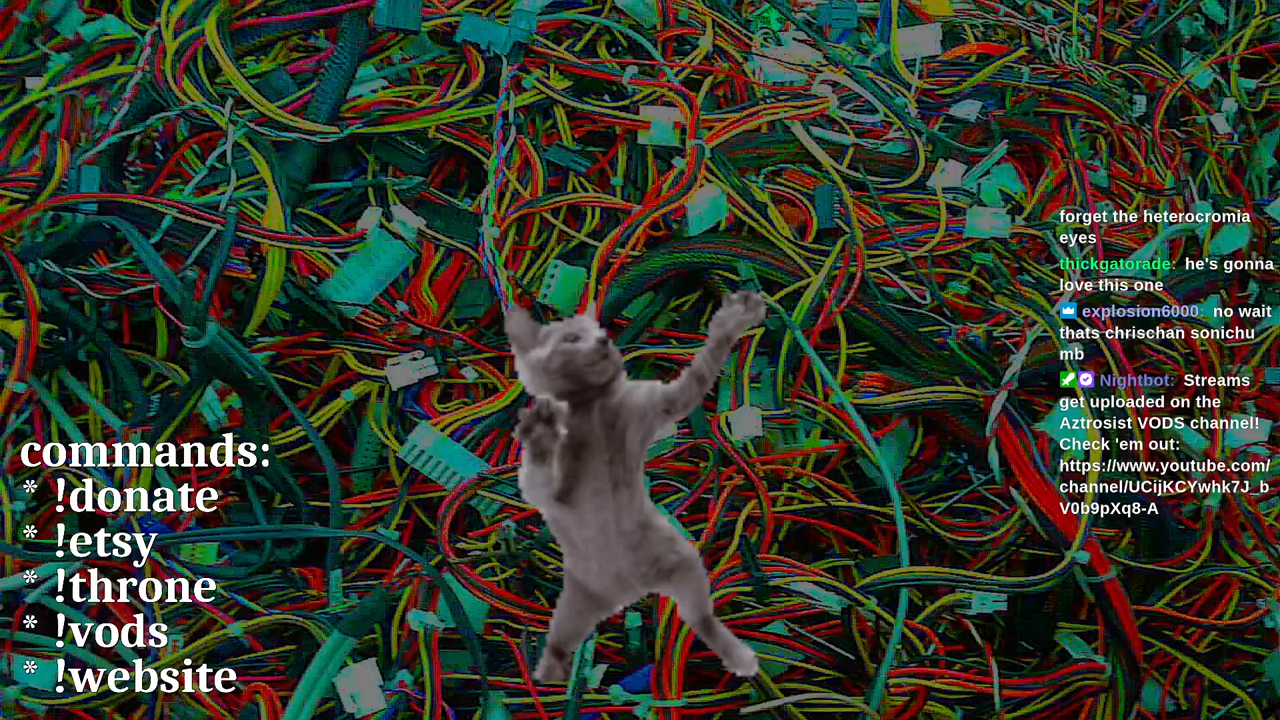 forget the heterocromia
eyes
thickgatorade: he's gonna
love this one
explosion6000: no wait
thats chrischan sonichu
mb
Nightbot: Streams
get uploaded on the
Aztrosist VODS channel!
Check 'em out:
https://www.youtube.com/
channel/UCijKCYwhk7J_b
V0b9pXq8-A
commands:
* !donate
* !etsy
* !throne
* !vods
* !website